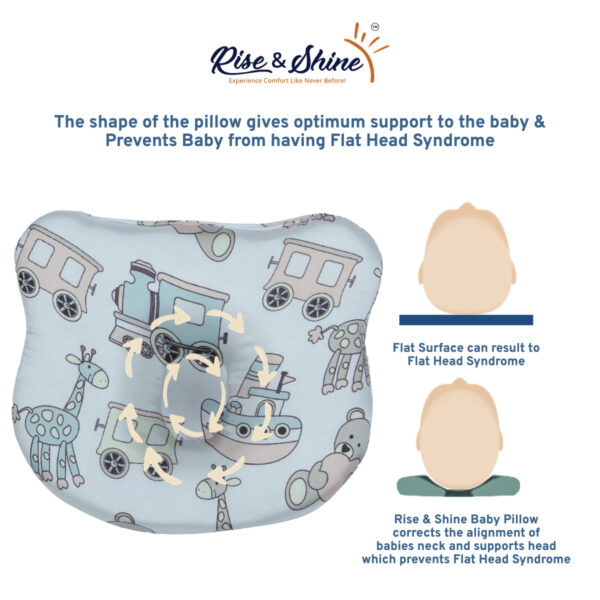 Rise & Shine
TM
Experience Comfort Like Never Before!
The shape of the pillow gives optimum support to the baby &
Prevents Baby from having Flat Head Syndrome
Flat Surface can result to
Flat Head Syndrome
Rise & Shine Baby Pillow
corrects the alignment of
babies neck and supports head
which prevents Flat Head Syndrome